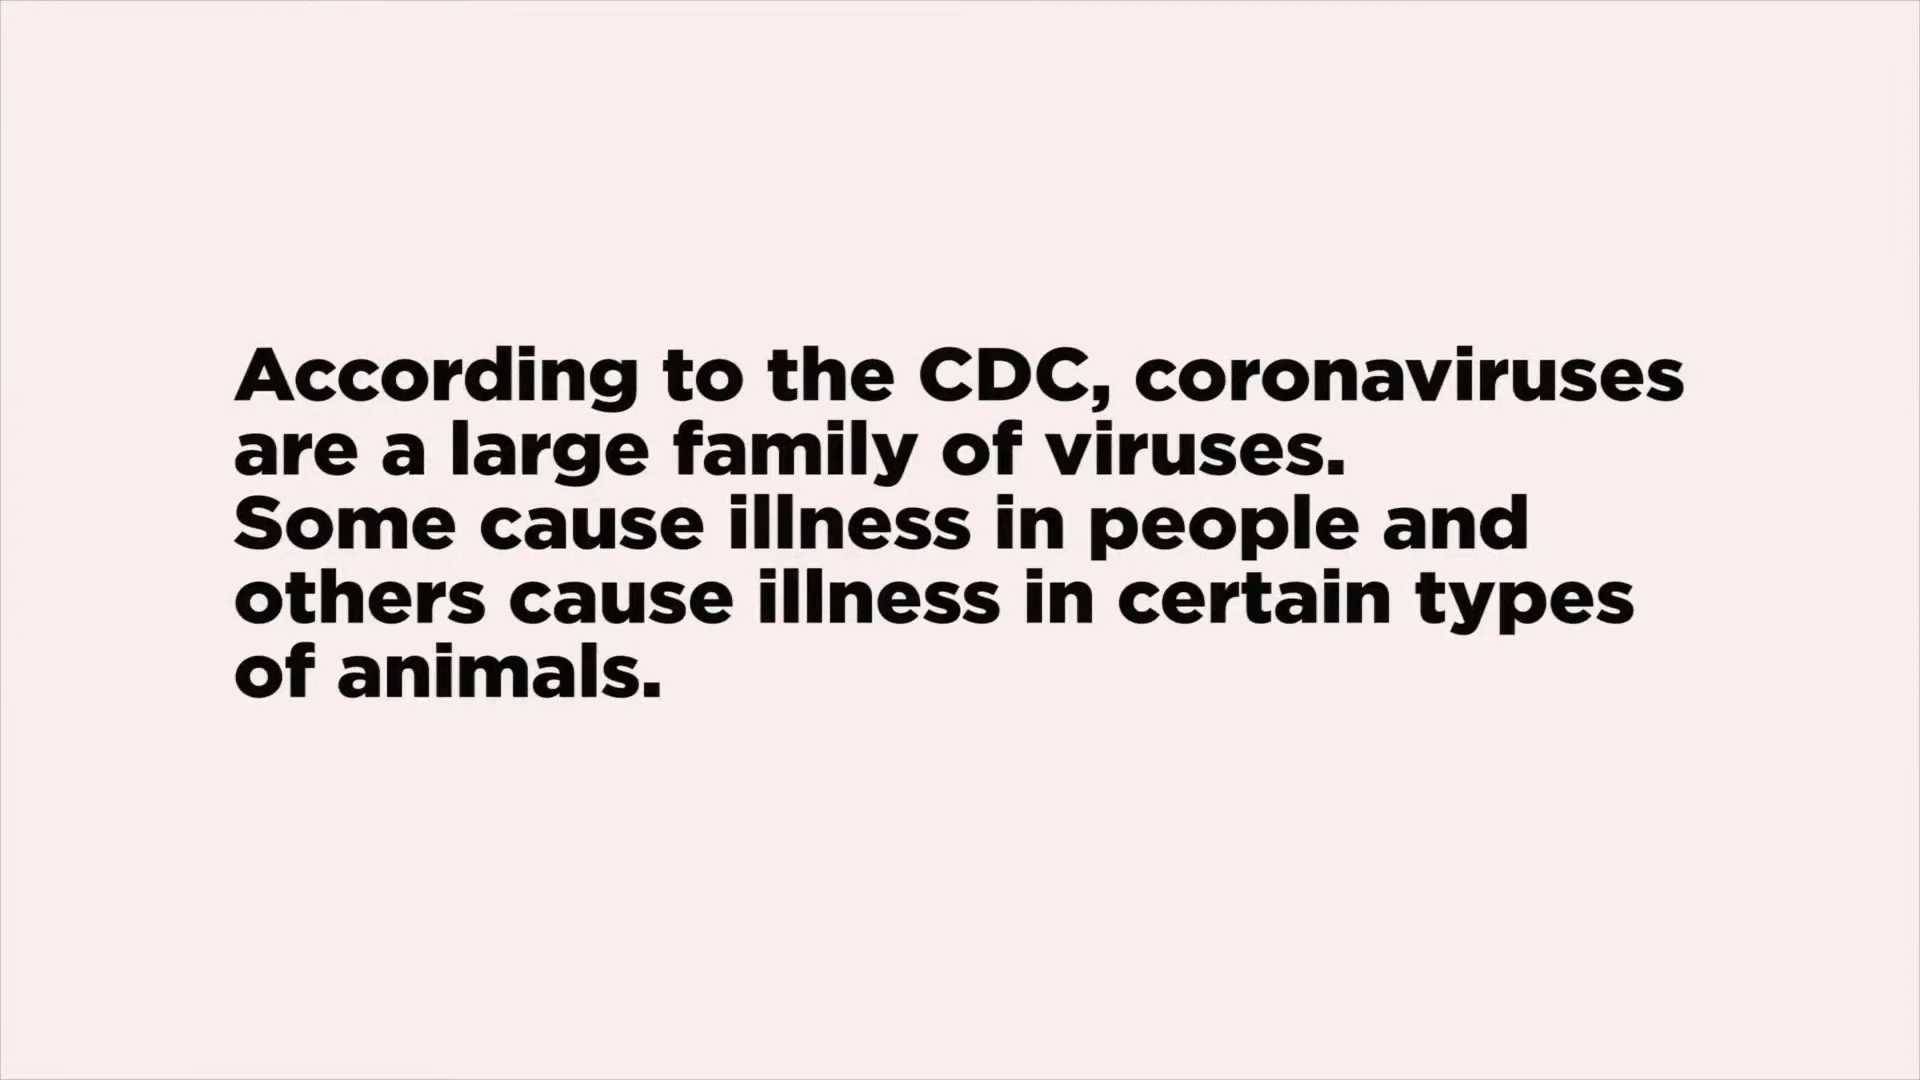 According to the CDC, coronaviruses
are a large family of viruses.
Some cause illness in people and
others cause illness in certain types
of animals.